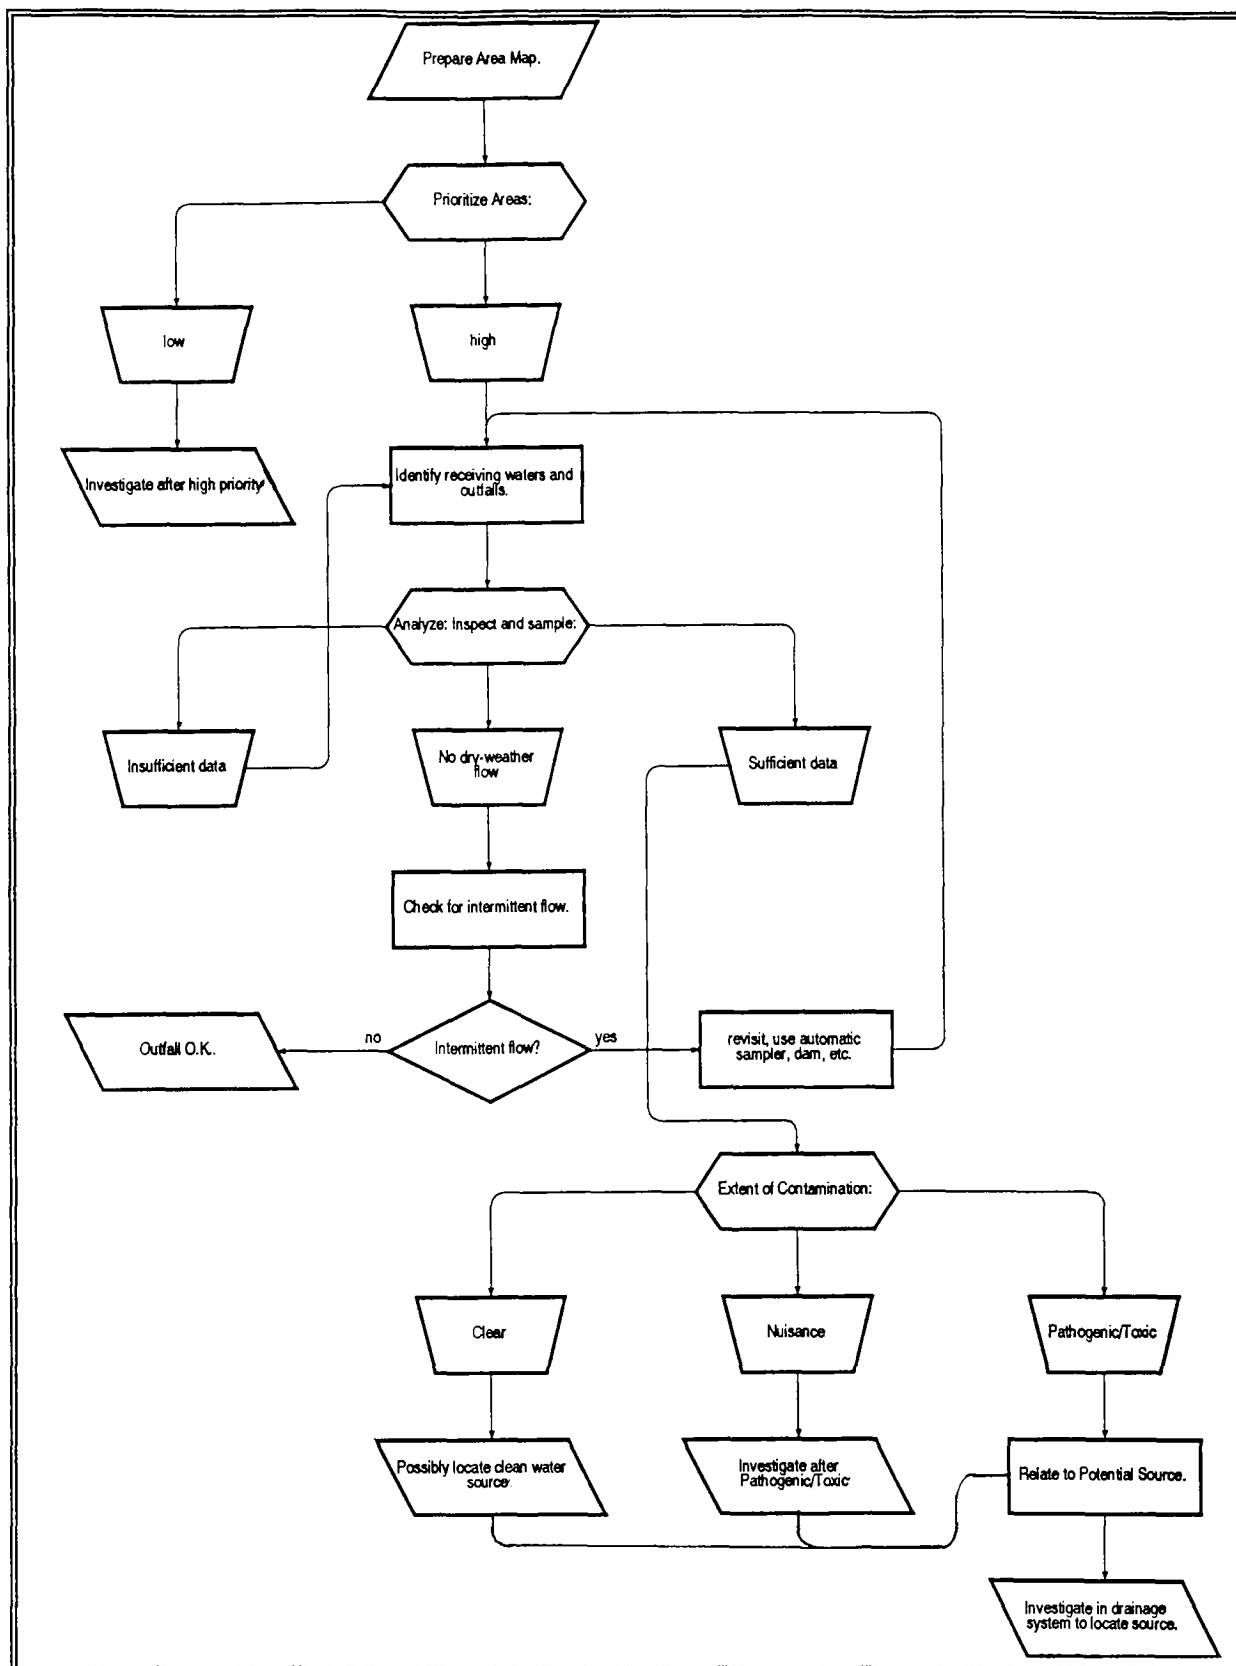 Prepare Area Map.
Prioritize Areas:
low
high
Investigate after high priority
Identify receiving waters and
outfalls.
Analyze: Inspect and sample:
Insufficient data
No dry-weather
flow
Sufficient data
Check for intermittent flow.
Outfall O.K.
no
Intermittent flow?
yes
revisit, use automatic
sampler, dam, etc.
Extent of Contamination:
Clear
Nuisance
Pathogenic/Toxic
Possibly locate clean water
source.
Investigate after
Pathogenic/Toxic
Relate to Potential Source.
Investigate in drainage
system to locate source.